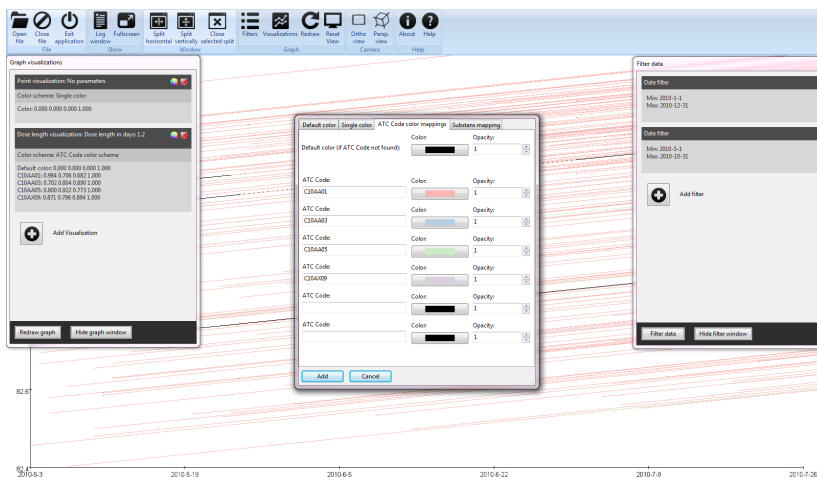 Open file
Close file
Exit application
Log window
Fullscreen
Split horizontal
Split vertically
Close selected split
Filters
Visualizations
Redraw
Reset View
Ortho view
Persp. view
About
Help
File
Show
Window
Graph
Camera
Help
Graph visualizations
Point visualization: No parameters
Color scheme: Single color
Color: 0.000 0.000 0.000 1.000
Dose length visualization: Dose length in days: 1.2
Color scheme: ATC Code color scheme
Default color: 0.000 0.000 0.000 1.000
C10AA01: 0.984 0.706 0.682 1.000
C10AA03: 0.702 0.804 0.890 1.000
C10AA05: 0.800 0.922 0.773 1.000
C10AX09: 0.871 0.796 0.894 1.000
Add Visualization
Redraw graph
Hide graph window
Default color
Single color
ATC Code color mappings
Substans mapping
Color:
Opacity:
Default color (if ATC Code not found):
1
ATC Code:
Color:
Opacity:
C10AA01
1
ATC Code:
Color:
Opacity:
C10AA03
1
ATC Code:
Color:
Opacity:
C10AA05
1
ATC Code:
Color:
Opacity:
C10AX09
1
ATC Code:
Color:
Opacity:
1
ATC Code:
Color:
Opacity:
1
Add
Cancel
Filter data
Date filter
Min: 2010-1-1
Max: 2010-12-31
Date filter
Min: 2010-5-1
Max: 2010-10-31
Add filter
Filter data
Hide filter window
62.6
62.4
2010-5-3
2010-5-19
2010-6-5
2010-6-22
2010-7-9
2010-7-26